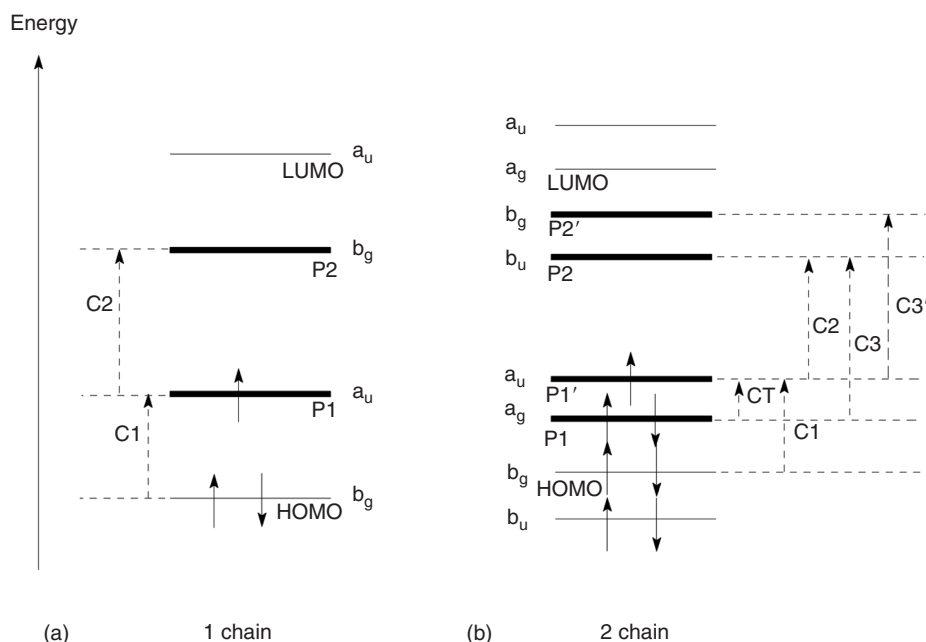 Energy
a_u
LUMO
b_g
P2
C2
a_u
P1
C1
b_g
HOMO
(a) 1 chain
a_u
a_g
LUMO
b_g
P2′
b_u
P2
C2
C3
C3′
a_u
P1′
CT
a_g
P1
C1
b_g
HOMO
b_u
(b) 2 chain